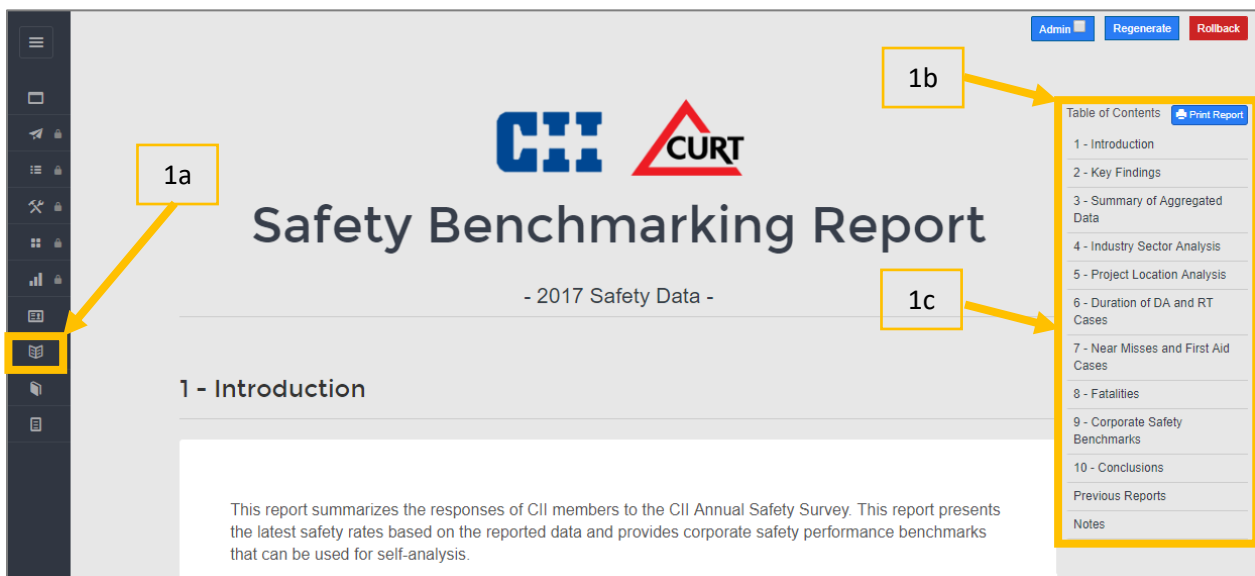 Admin
Regenerate
Rollback
1b
Table of Contents
Print Report
1 - Introduction
2 - Key Findings
3 - Summary of Aggregated
Data
4 - Industry Sector Analysis
5 - Project Location Analysis
6 - Duration of DA and RT
Cases
7 - Near Misses and First Aid
Cases
8 - Fatalities
9 - Corporate Safety
Benchmarks
10 - Conclusions
Previous Reports
Notes
1a
1c
CII
CURT
Safety Benchmarking Report
- 2017 Safety Data -
1 - Introduction
This report summarizes the responses of CII members to the CII Annual Safety Survey. This report presents
the latest safety rates based on the reported data and provides corporate safety performance benchmarks
that can be used for self-analysis.